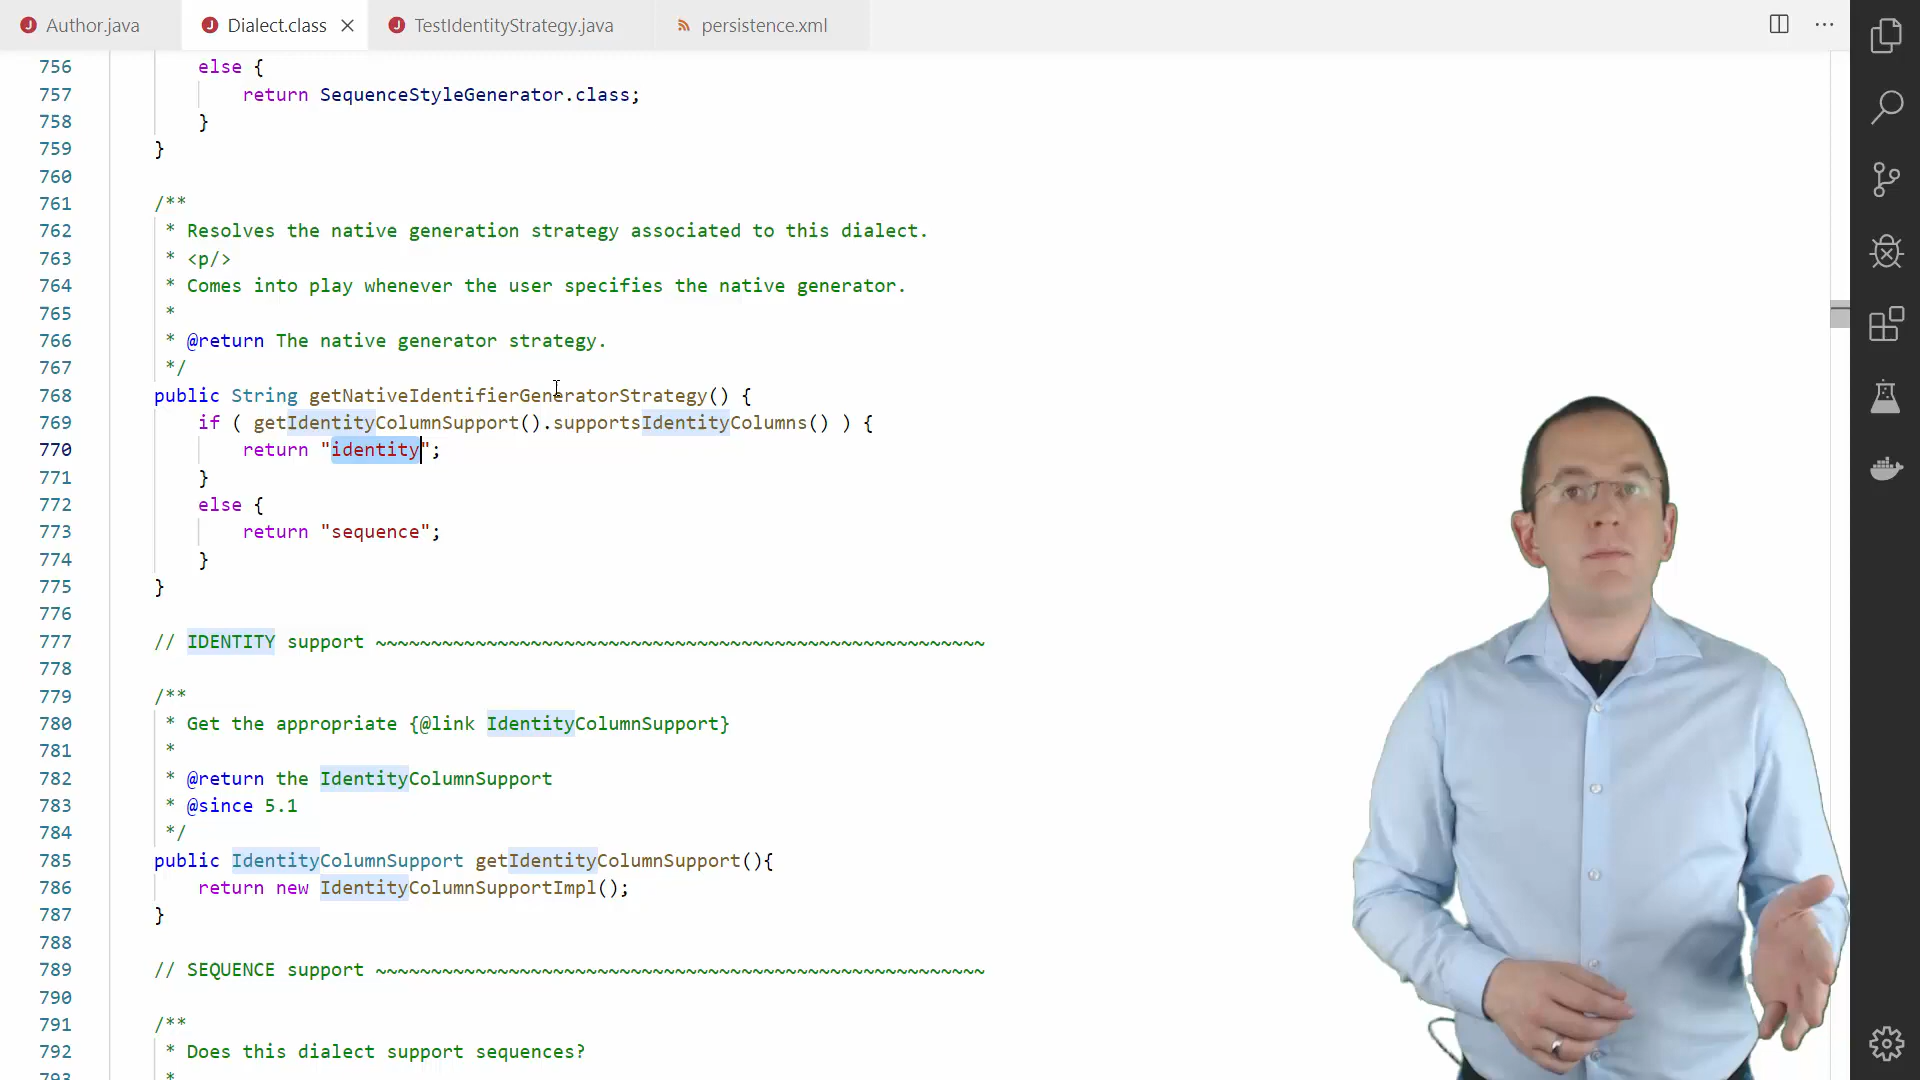 Author.java
Dialect.class
TestIdentityStrategy.java
persistence.xml
756 else {
757 return SequenceStyleGenerator.class;
758 }
759 }
760
761 /**
762 * Resolves the native generation strategy associated to this dialect.
763 * <p/>
764 * Comes into play whenever the user specifies the native generator.
765 *
766 * @return The native generator strategy.
767 */
768 public String getNativeIdentifierGeneratorStrategy() {
769 if ( getIdentityColumnSupport().supportsIdentityColumns() ) {
770 return "identity";
771 }
772 else {
773 return "sequence";
774 }
775 }
776
777 // IDENTITY support ~~~~~~~~~~~~~~~~~~~~~~~~~~~~~~~~~~~~~~~~~~~~~~~~~~~~~~~
778
779 /**
780 * Get the appropriate {@link IdentityColumnSupport}
781 *
782 * @return the IdentityColumnSupport
783 * @since 5.1
784 */
785 public IdentityColumnSupport getIdentityColumnSupport(){
786 return new IdentityColumnSupportImpl();
787 }
788
789 // SEQUENCE support ~~~~~~~~~~~~~~~~~~~~~~~~~~~~~~~~~~~~~~~~~~~~~~~~~~~~~~~
790
791 /**
792 * Does this dialect support sequences?
793 *